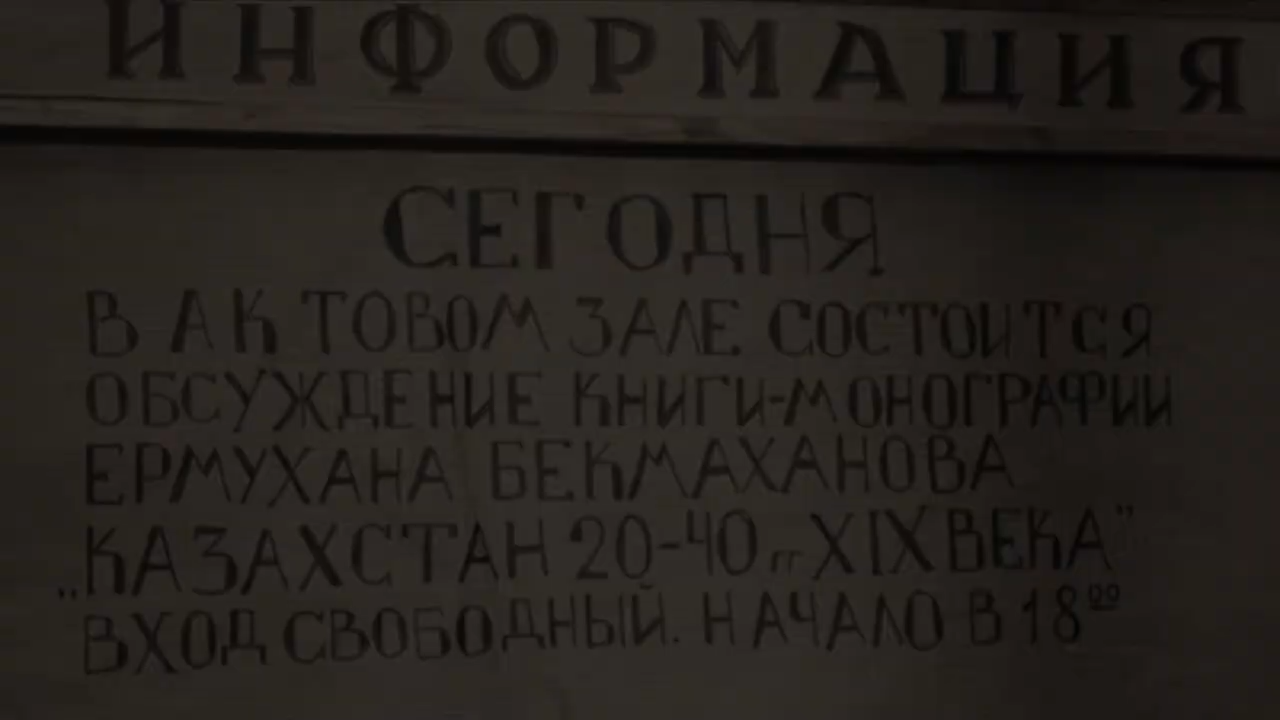 ИНФОРМАЦИЯ
СЕГОДНЯ
В АКТОВОМ ЗАЛЕ СОСТОИТСЯ
ОБСУЖДЕНИЕ КНИГИ-МОНОГРАФИИ
ЕРМУХАНА БЕКМАХАНОВА
„КАЗАХСТАН 20-40 гг XIX ВЕКА"
ВХОД СВОБОДНЫЙ. НАЧАЛО В 18⁰⁰